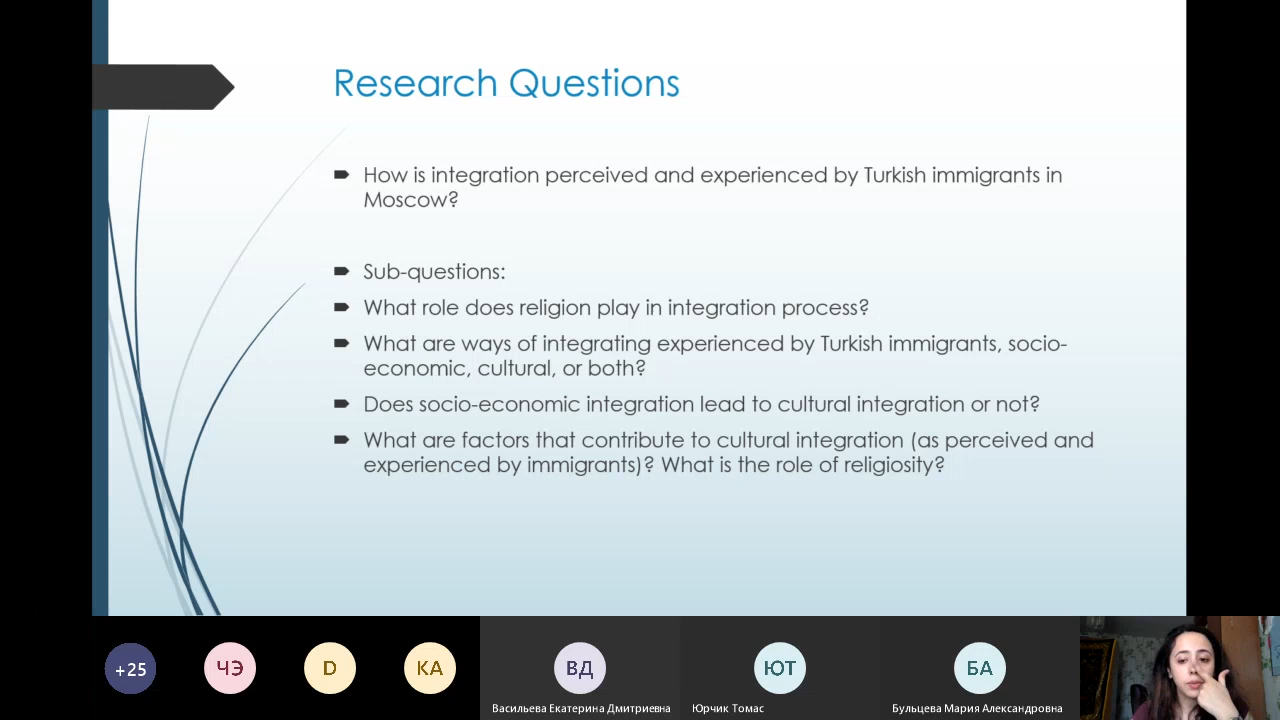 Research Questions
How is integration perceived and experienced by Turkish immigrants in
Moscow?
Sub-questions:
What role does religion play in integration process?
What are ways of integrating experienced by Turkish immigrants, socio-
economic, cultural, or both?
Does socio-economic integration lead to cultural integration or not?
What are factors that contribute to cultural integration (as perceived and
experienced by immigrants)? What is the role of religiosity?
+25
ЧЭ
D
КА
ВД
ЮТ
БА
Васильева Екатерина Дмитриевна
Юрчик Томас
Бульцева Мария Александровна